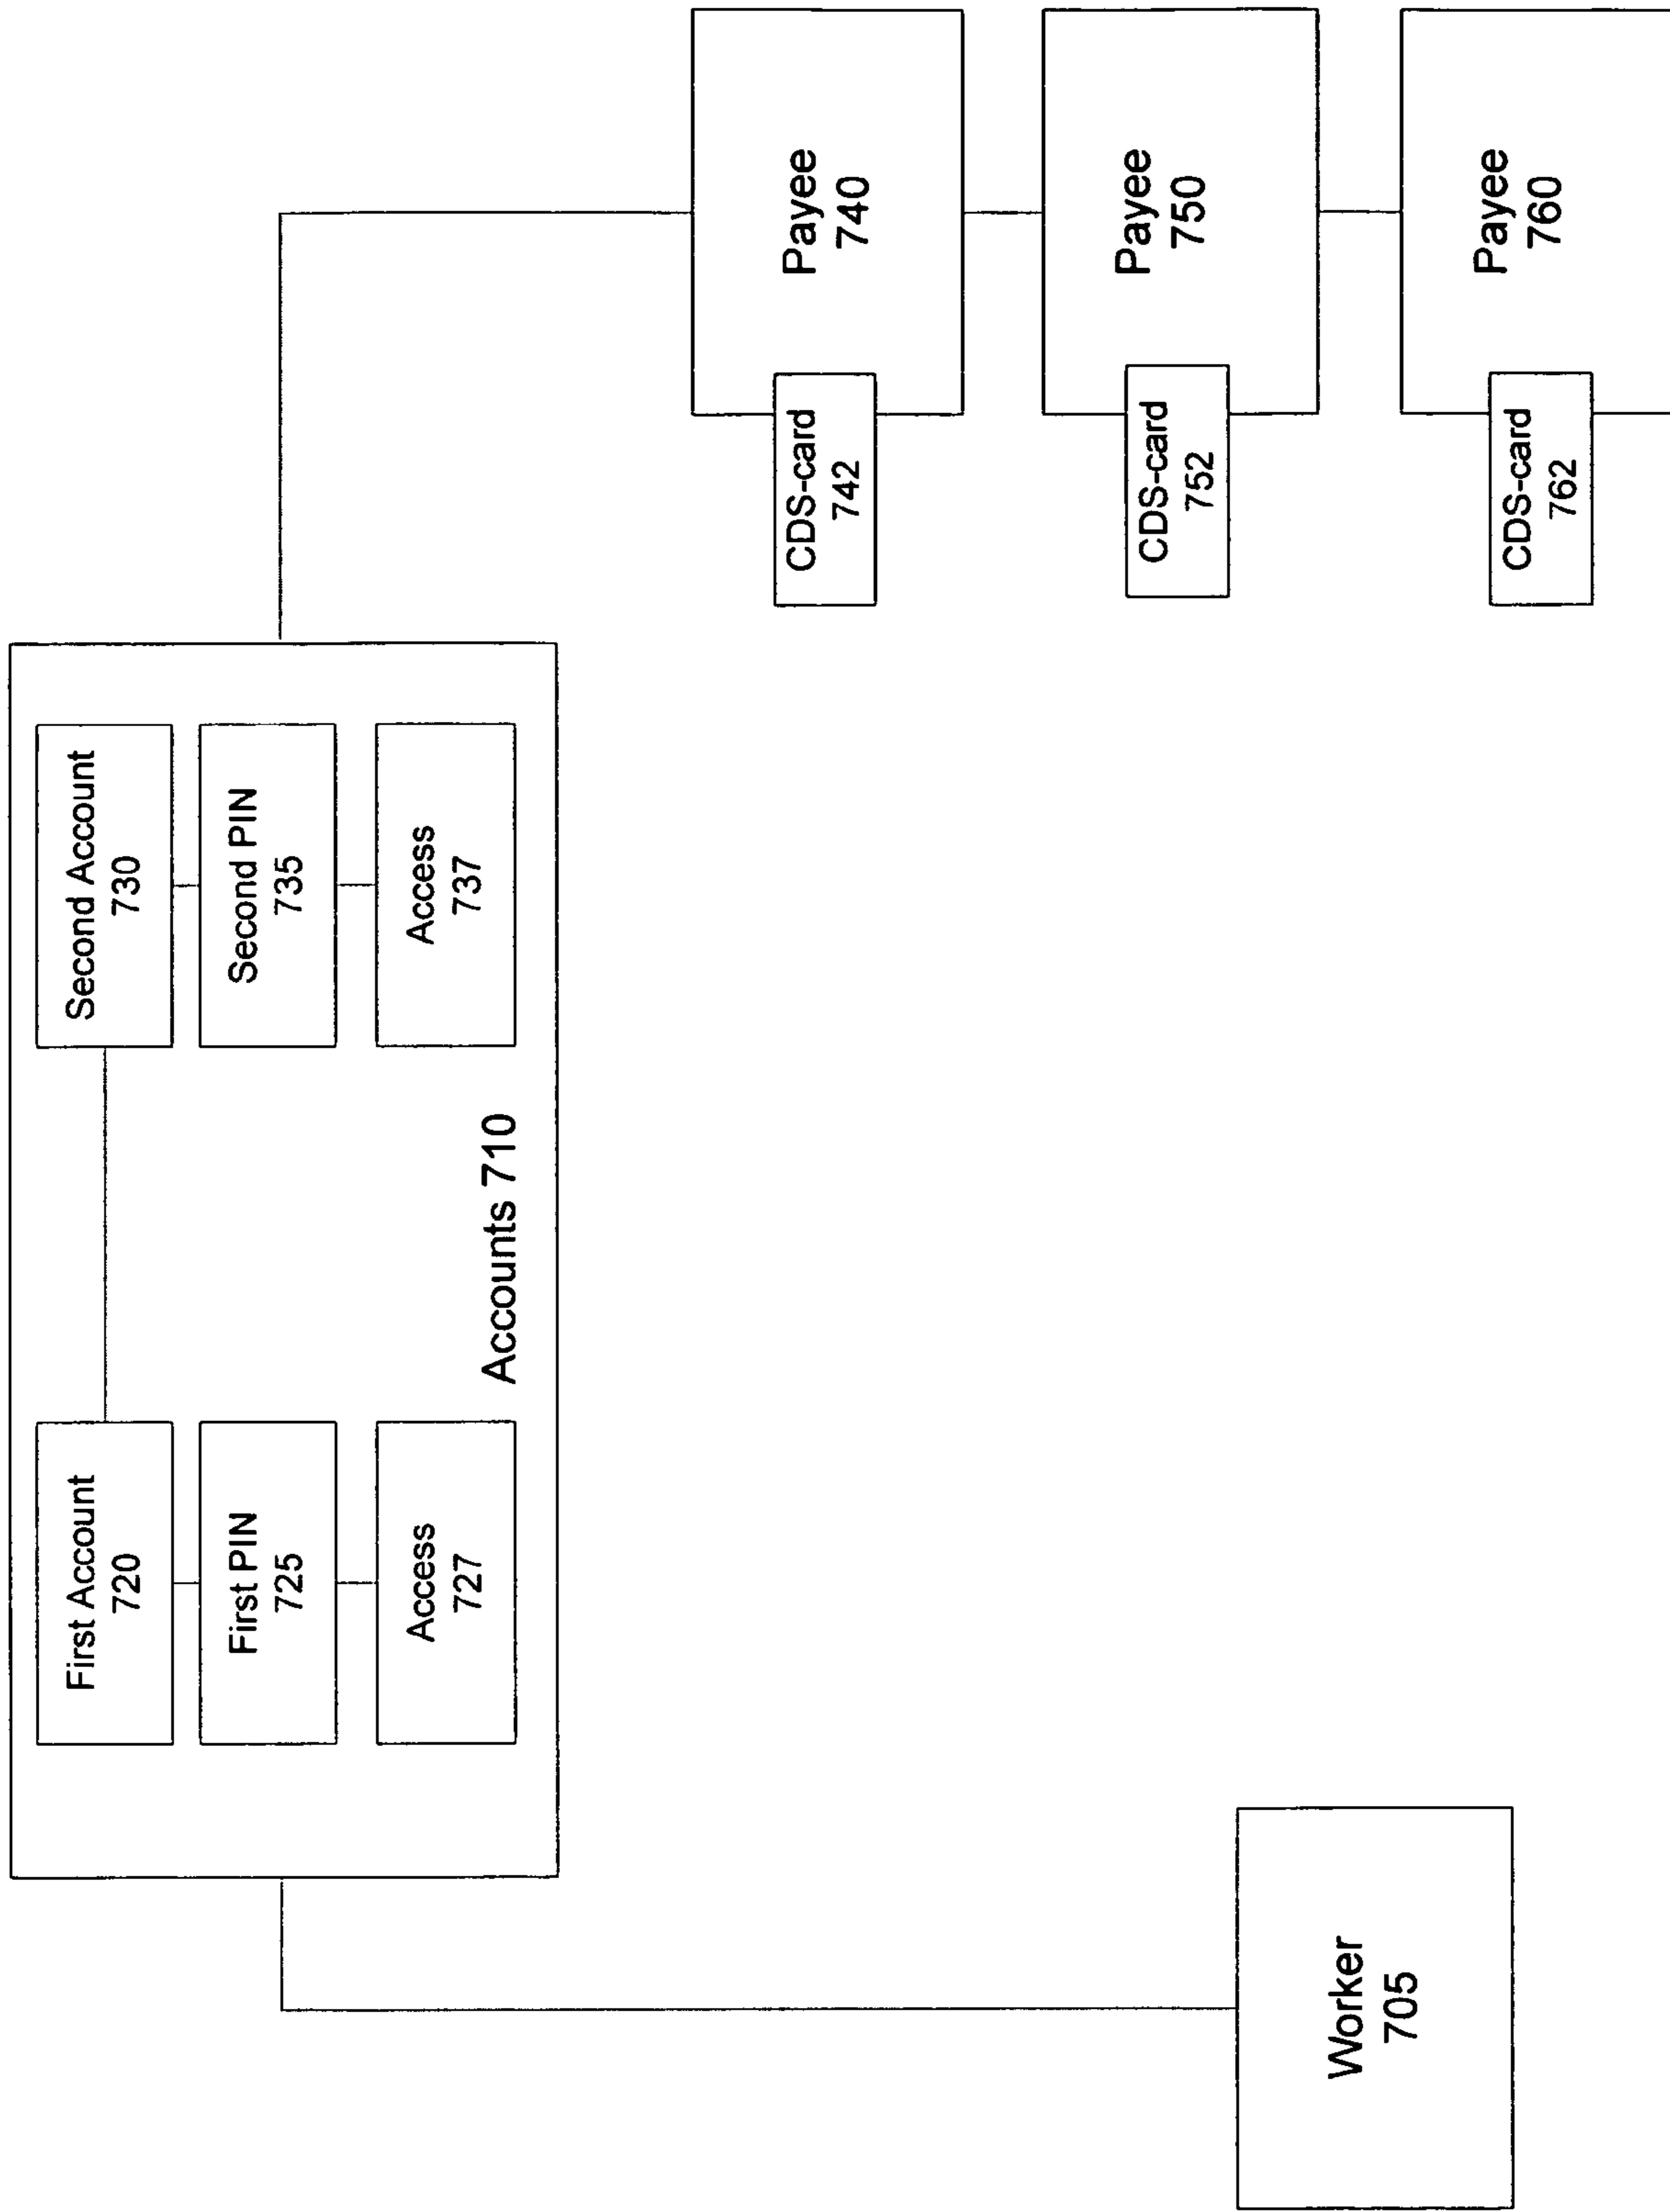 First Account
720
First PIN
725
Access
727
Second Account
730
Second PIN
735
Access
737
Accounts 710
Worker
705
CDS-card
742
Payee
740
CDS-card
752
Payee
750
CDS-card
762
Payee
760